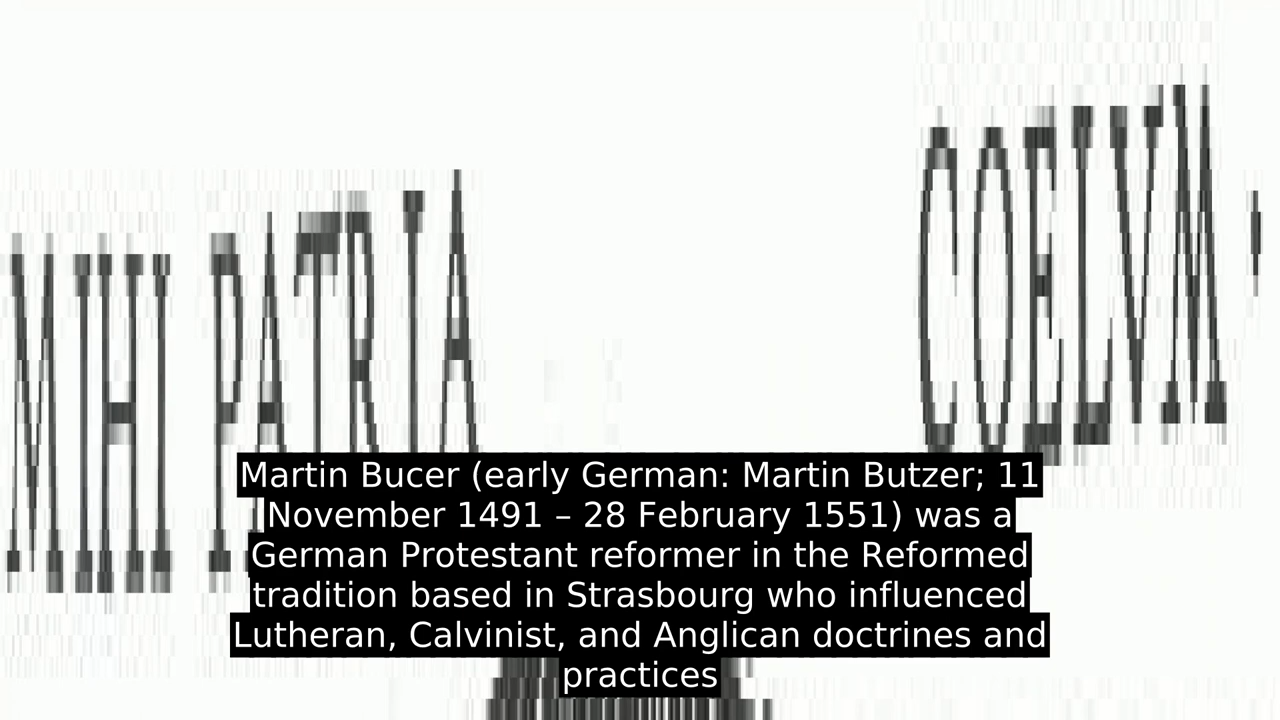 MIHI PATRIA COELVM
Martin Bucer (early German: Martin Butzer; 11
November 1491 – 28 February 1551) was a
German Protestant reformer in the Reformed
tradition based in Strasbourg who influenced
Lutheran, Calvinist, and Anglican doctrines and
practices